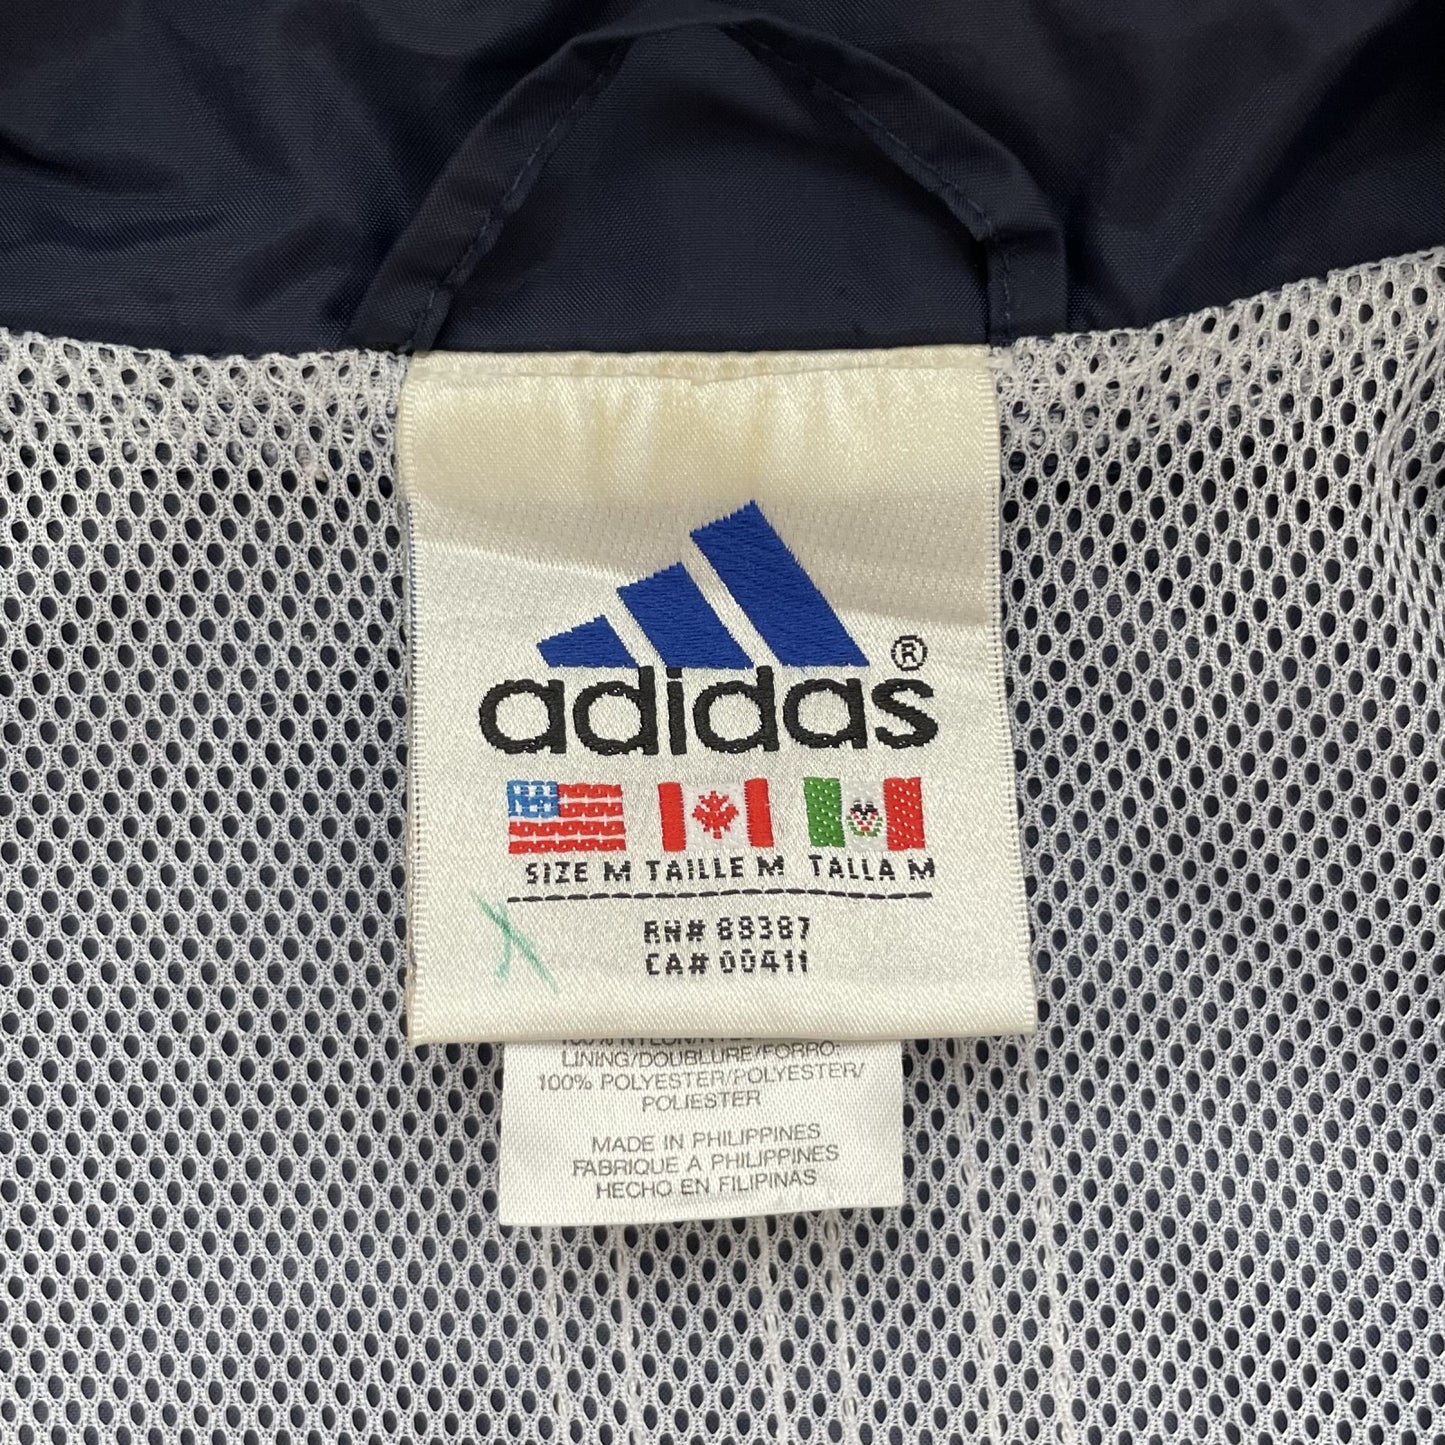 adidas®
SIZE M TAILLE M TALLA M
RN# 88387
CA# 00411
LINING/DOUBLURE/FORRO-
100% POLYESTER/POLYESTER/
POLIESTER
MADE IN PHILIPPINES
FABRIQUE A PHILIPPINES
HECHO EN FILIPINAS